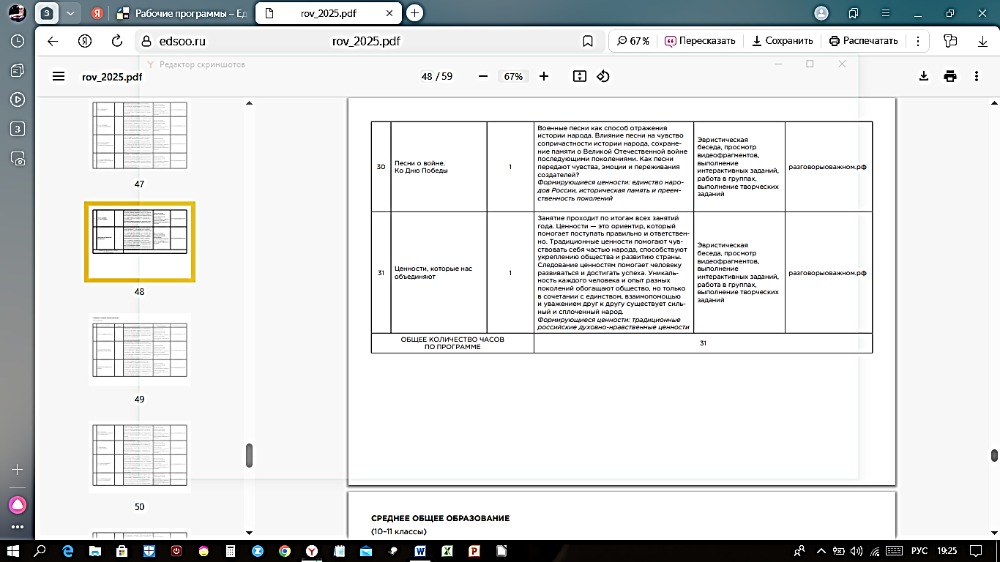 3
Рабочие программы – Ед
rov_2025.pdf
edsoo.ru
rov_2025.pdf
67%
Пересказать
Сохранить
Распечатать
Редактор скриншотов
rov_2025.pdf
48 / 59
67%
3
47
48
49
50
30
Песни о войне.
Ко Дню Победы
1
Военные песни как способ отражения
истории народа. Влияние песни на чувство
сопричастности истории народа, сохране-
ние памяти о Великой Отечественной войне
последующими поколениями. Как песни
передают чувства, эмоции и переживания
создателей?
Формирующиеся ценности: единство наро-
дов России, историческая память и преем-
ственность поколений
Эвристическая
беседа, просмотр
видеофрагментов,
выполнение
интерактивных заданий,
работа в группах,
выполнение творческих
заданий
разговорыоважном.рф
31
Ценности, которые нас
объединяют
1
Занятие проходит по итогам всех занятий
года. Ценности — это ориентир, который
помогает поступать правильно и ответствен-
но. Традиционные ценности помогают чув-
ствовать себя частью народа, способствуют
укреплению общества и развитию страны.
Следование ценностям помогает человеку
развиваться и достигать успеха. Уникаль-
ность каждого человека и опыт разных
поколений обогащают общество, но только
в сочетании с единством, взаимопомощью
и уважением друг к другу существует силь-
ный и сплоченный народ.
Формирующиеся ценности: традиционные
российские духовно-нравственные ценности
Эвристическая
беседа, просмотр
видеофрагментов,
выполнение
интерактивных заданий,
работа в группах,
выполнение творческих
заданий
разговорыоважном.рф
ОБЩЕЕ КОЛИЧЕСТВО ЧАСОВ
ПО ПРОГРАММЕ
31
СРЕДНЕЕ ОБЩЕЕ ОБРАЗОВАНИЕ
(10–11 классы)
РУС
19:25